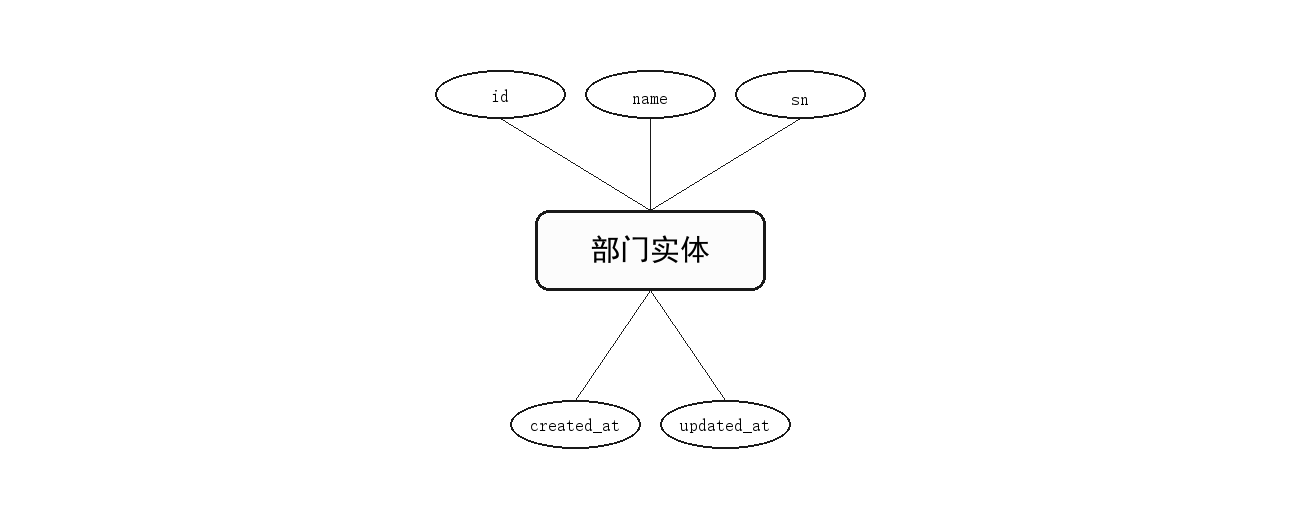 id
name
sn
部门实体
created_at
updated_at